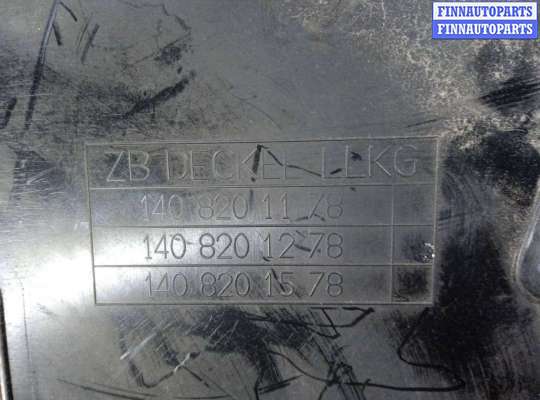 FINNAUTOPARTS
FINNAUTOPARTS
ZB DECKEL LLKG
140 820 11 78
140 820 12 78
140 820 15 78